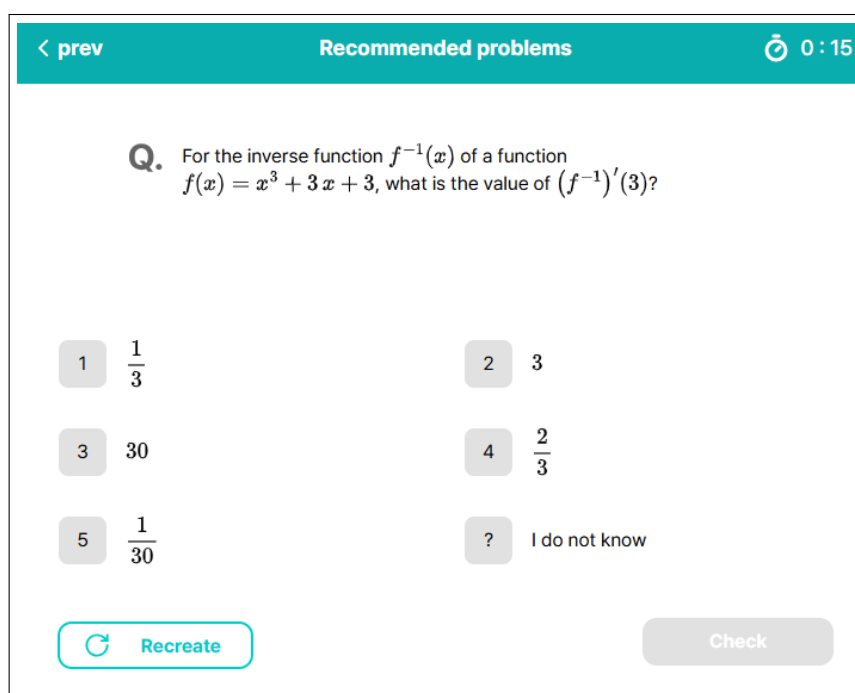 < prev Recommended problems 0:15
Q. For the inverse function f⁻¹(x) of a function
f(x) = x³ + 3 x + 3, what is the value of (f⁻¹)′(3)?
1 1/3 2 3
3 30 4 2/3
5 1/30 ? I do not know
Recreate Check